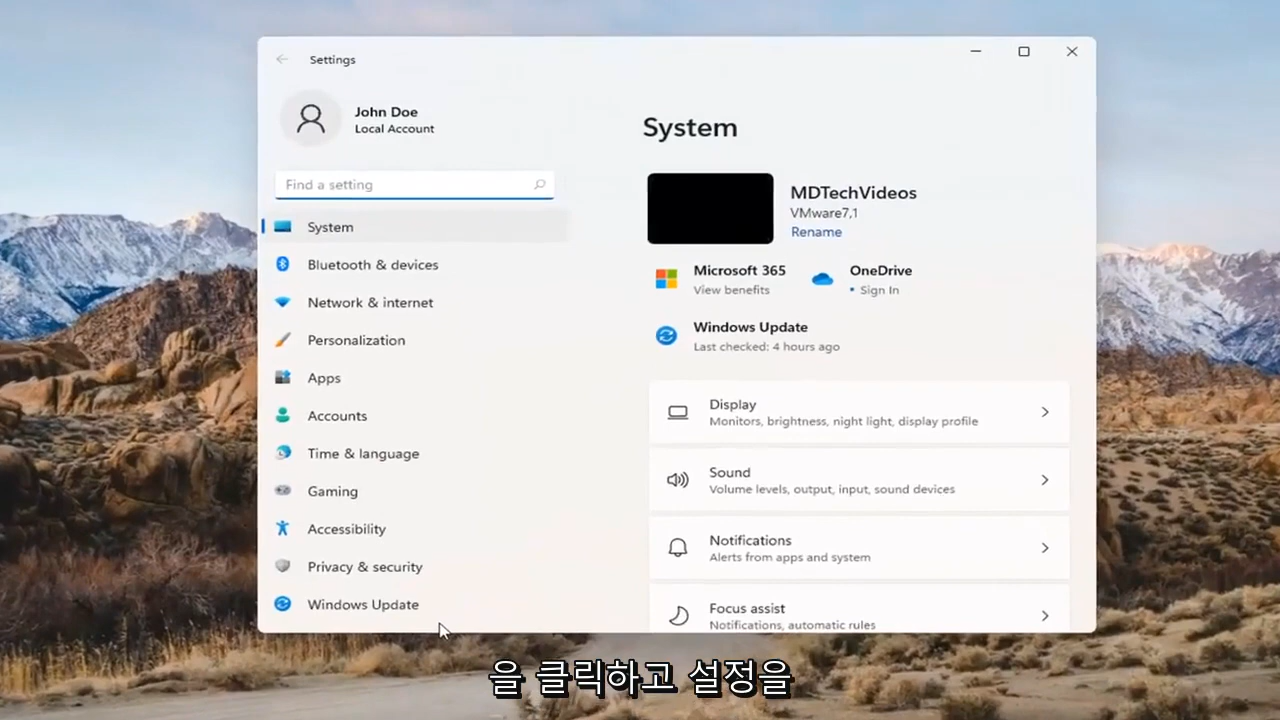 Settings
John Doe
Local Account
Find a setting
System
Bluetooth & devices
Network & internet
Personalization
Apps
Accounts
Time & language
Gaming
Accessibility
Privacy & security
Windows Update
System
MDTechVideos
VMware7,1
Rename
Microsoft 365
View benefits
OneDrive
• Sign In
Windows Update
Last checked: 4 hours ago
Display
Monitors, brightness, night light, display profile
Sound
Volume levels, output, input, sound devices
Notifications
Alerts from apps and system
Focus assist
Notifications, automatic rules
을 클릭하고 설정을